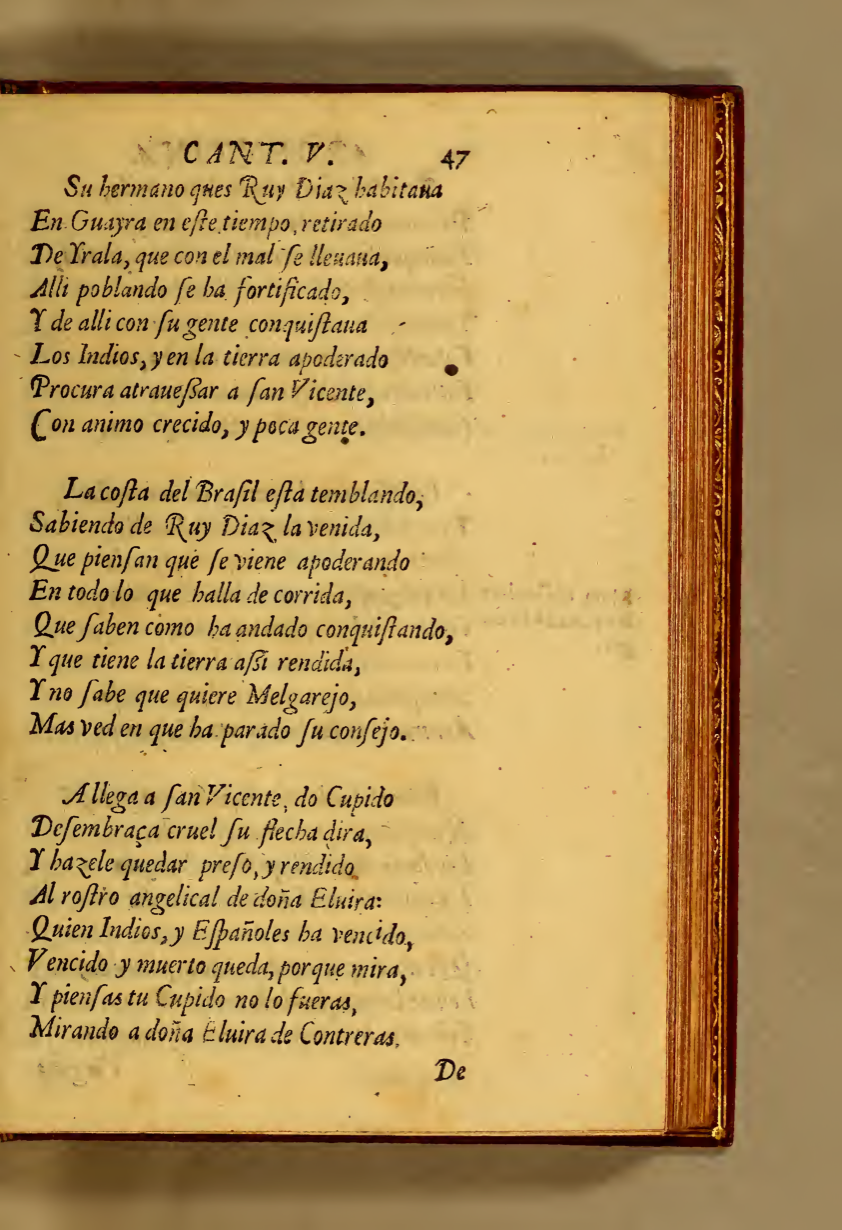 CANT. V. 47
Su hermano ques Ruy Diaz habitaua
En Guayra en eſte tiempo, retirado
De Yrala, que con el mal ſe lleuaua,
Alli poblando ſe ha fortificado,
Y de alli con ſu gente conquiſtaua
Los Indios, y en la tierra apoderado
Procura atraueßar a ſan Vicente,
Con animo crecido, y poca gente.
La coſta del Braſil eſta temblando,
Sabiendo de Ruy Diaz la venida,
Que pienſan que ſe viene apoderando
En todo lo que halla de corrida,
Que ſaben como ha andado conquiſtando,
Y que tiene la tierra aſsi rendida,
Y no ſabe que quiere Melgarejo,
Mas ved en que ha parado ſu conſejo.
Allega a ſan Vicente, do Cupido
Deſembraça cruel ſu flecha dira,
Y hazele quedar preſo, y rendido
Al roſtro angelical de doña Eluira:
Quien Indios, y Eſpañoles ha vencido,
Vencido y muerto queda, porque mira,
Y pienſas tu Cupido no lo fueras,
Mirando a doña Eluira de Contreras.
De